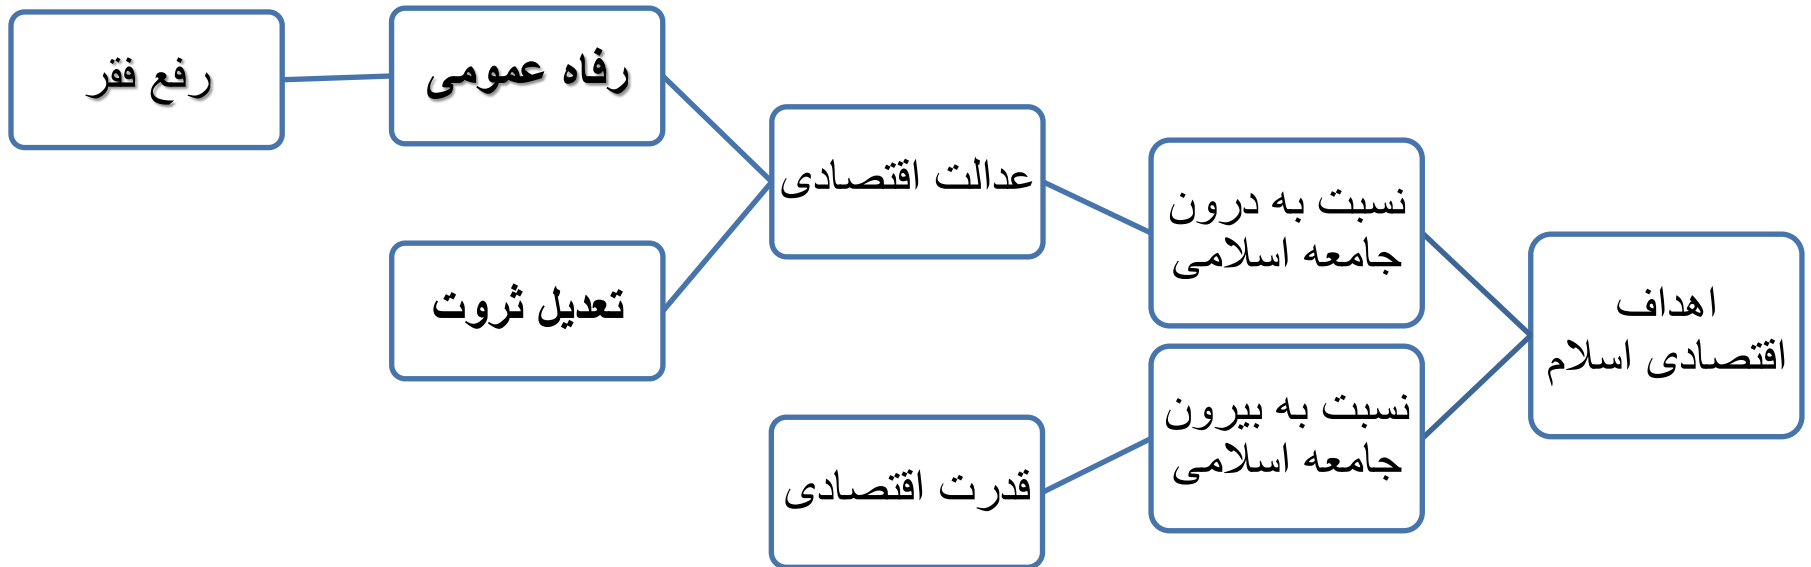 اهداف
اقتصادی اسلام
نسبت به درون
جامعه اسلامی
عدالت اقتصادی
رفاه عمومی
رفع فقر
تعدیل ثروت
نسبت به بیرون
جامعه اسلامی
قدرت اقتصادی